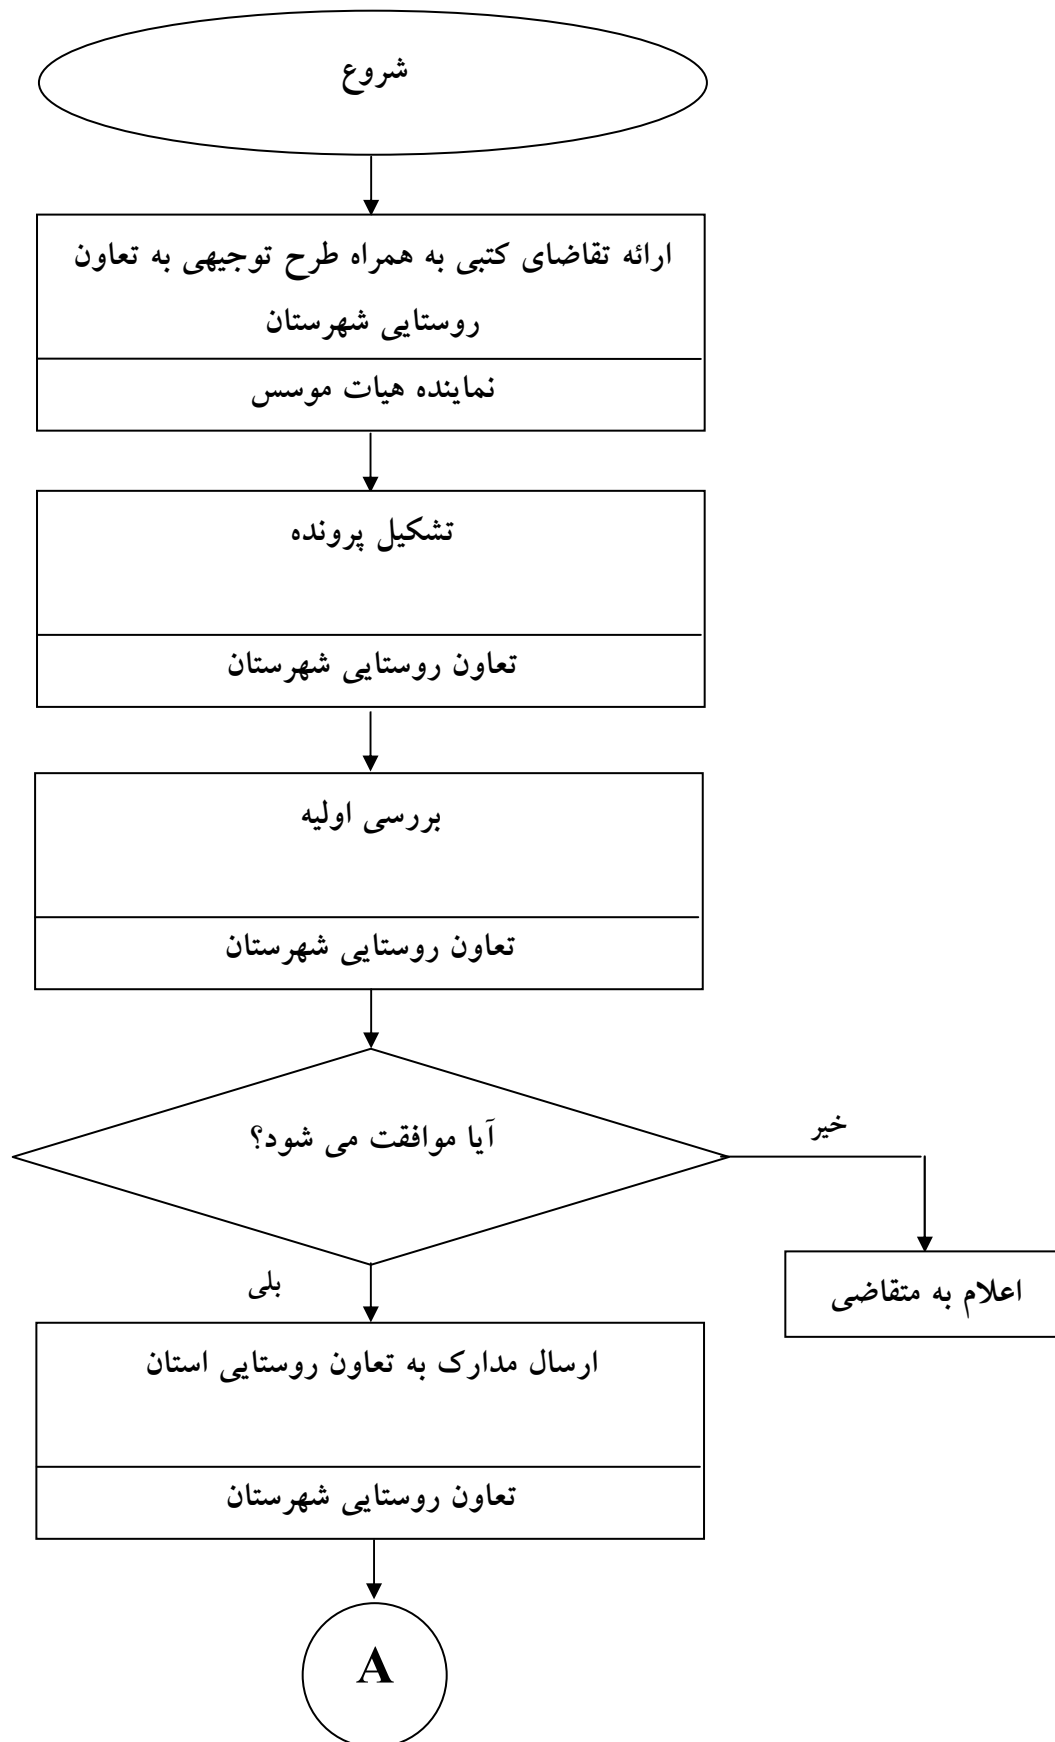 شروع
ارائه تقاضای کتبی به همراه طرح توجیهی به تعاون
روستایی شهرستان
نماینده هیات موسس
تشکیل پرونده
تعاون روستایی شهرستان
بررسی اولیه
تعاون روستایی شهرستان
آیا موافقت می شود؟
خیر
اعلام به متقاضی
بلی
ارسال مدارک به تعاون روستایی استان
تعاون روستایی شهرستان
A